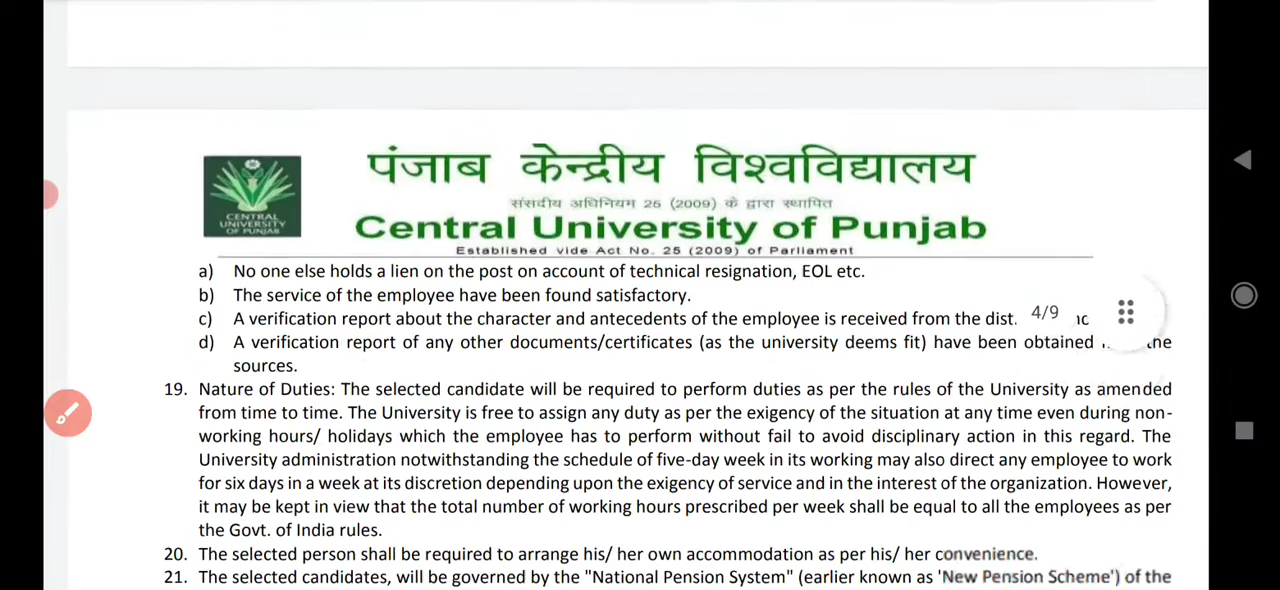 पंजाब केन्द्रीय विश्वविद्यालय
संसदीय अधिनियम 25 (2009) के द्वारा स्थापित
CENTRAL
UNIVERSITY
OF PUNJAB
Central University of Punjab
Established vide Act No. 25 (2009) of Parliament
a) No one else holds a lien on the post on account of technical resignation, EOL etc.
b) The service of the employee have been found satisfactory.
c) A verification report about the character and antecedents of the employee is received from the dist.
4/9
d) A verification report of any other documents/certificates (as the university deems fit) have been obtained
sources.
19. Nature of Duties: The selected candidate will be required to perform duties as per the rules of the University as amended
from time to time. The University is free to assign any duty as per the exigency of the situation at any time even during non-
working hours/ holidays which the employee has to perform without fail to avoid disciplinary action in this regard. The
University administration notwithstanding the schedule of five-day week in its working may also direct any employee to work
for six days in a week at its discretion depending upon the exigency of service and in the interest of the organization. However,
it may be kept in view that the total number of working hours prescribed per week shall be equal to all the employees as per
the Govt. of India rules.
20. The selected person shall be required to arrange his/ her own accommodation as per his/ her convenience.
21. The selected candidates, will be governed by the "National Pension System" (earlier known as 'New Pension Scheme') of the